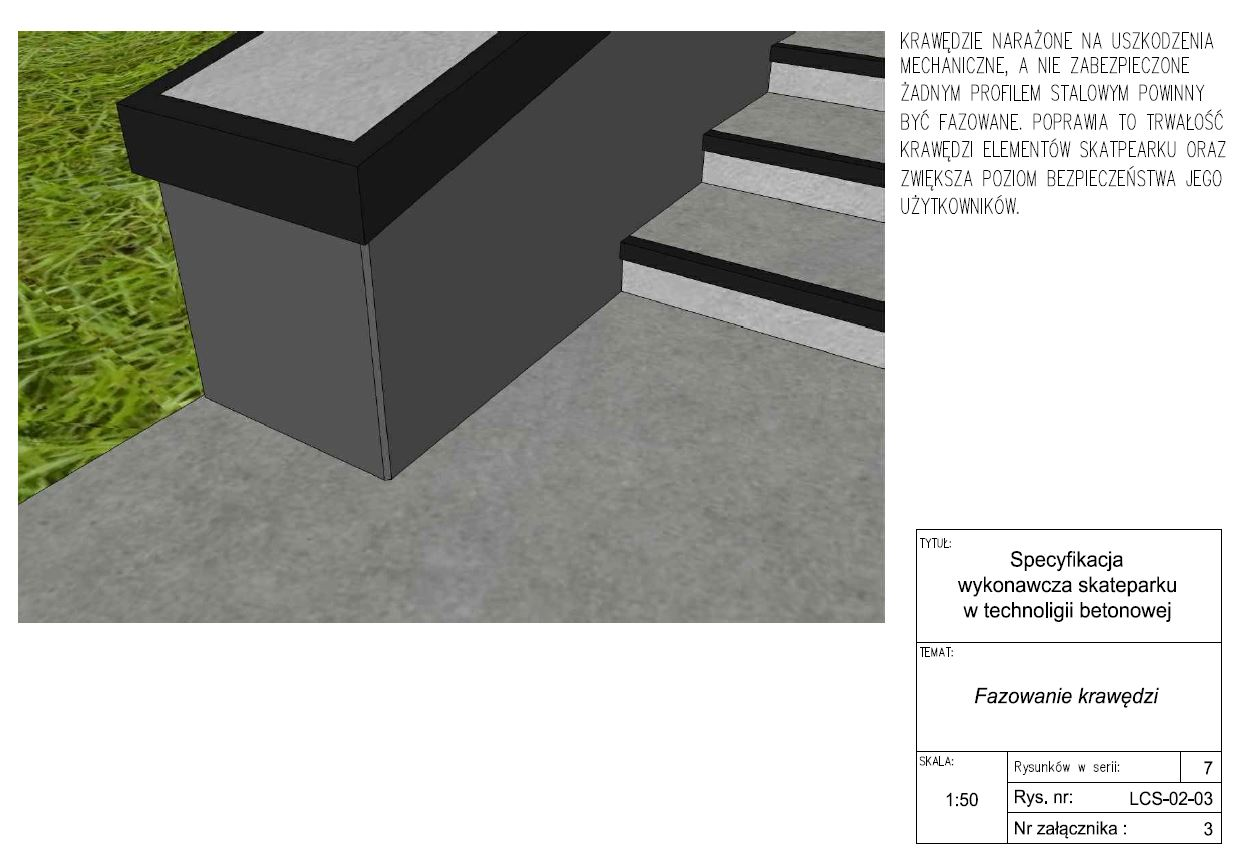 KRAWĘDZIE NARAŻONE NA USZKODZENIA
MECHANICZNE, A NIE ZABEZPIECZONE
ŻADNYM PROFILEM STALOWYM POWINNY
BYĆ FAZOWANE. POPRAWIA TO TRWAŁOŚĆ
KRAWĘDZI ELEMENTÓW SKATPEARKU ORAZ
ZWIĘKSZA POZIOM BEZPIECZEŃSTWA JEGO
UŻYTKOWNIKÓW.
TYTUŁ:
Specyfikacja
wykonawcza skateparku
w technoligii betonowej
TEMAT:
Fazowanie krawędzi
SKALA:
1:50
Rysunków w serii: 7
Rys. nr: LCS-02-03
Nr załącznika : 3